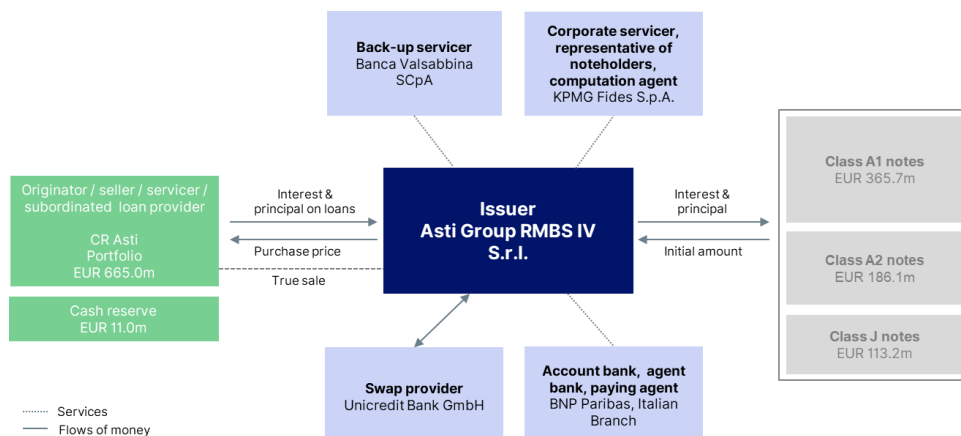 Back-up servicer
Banca Valsabbina
SCpA
Corporate servicer,
representative of
noteholders,
computation agent
KPMG Fides S.p.A.
Originator / seller / servicer /
subordinated loan provider
CR Asti
Portfolio
EUR 665.0m
Cash reserve
EUR 11.0m
Interest &
principal on loans
Purchase price
True sale
Issuer
Asti Group RMBS IV
S.r.l.
Interest &
principal
Initial amount
Class A1 notes
EUR 365.7m
Class A2 notes
EUR 186.1m
Class J notes
EUR 113.2m
Swap provider
Unicredit Bank GmbH
Account bank, agent
bank, paying agent
BNP Paribas, Italian
Branch
Services
Flows of money